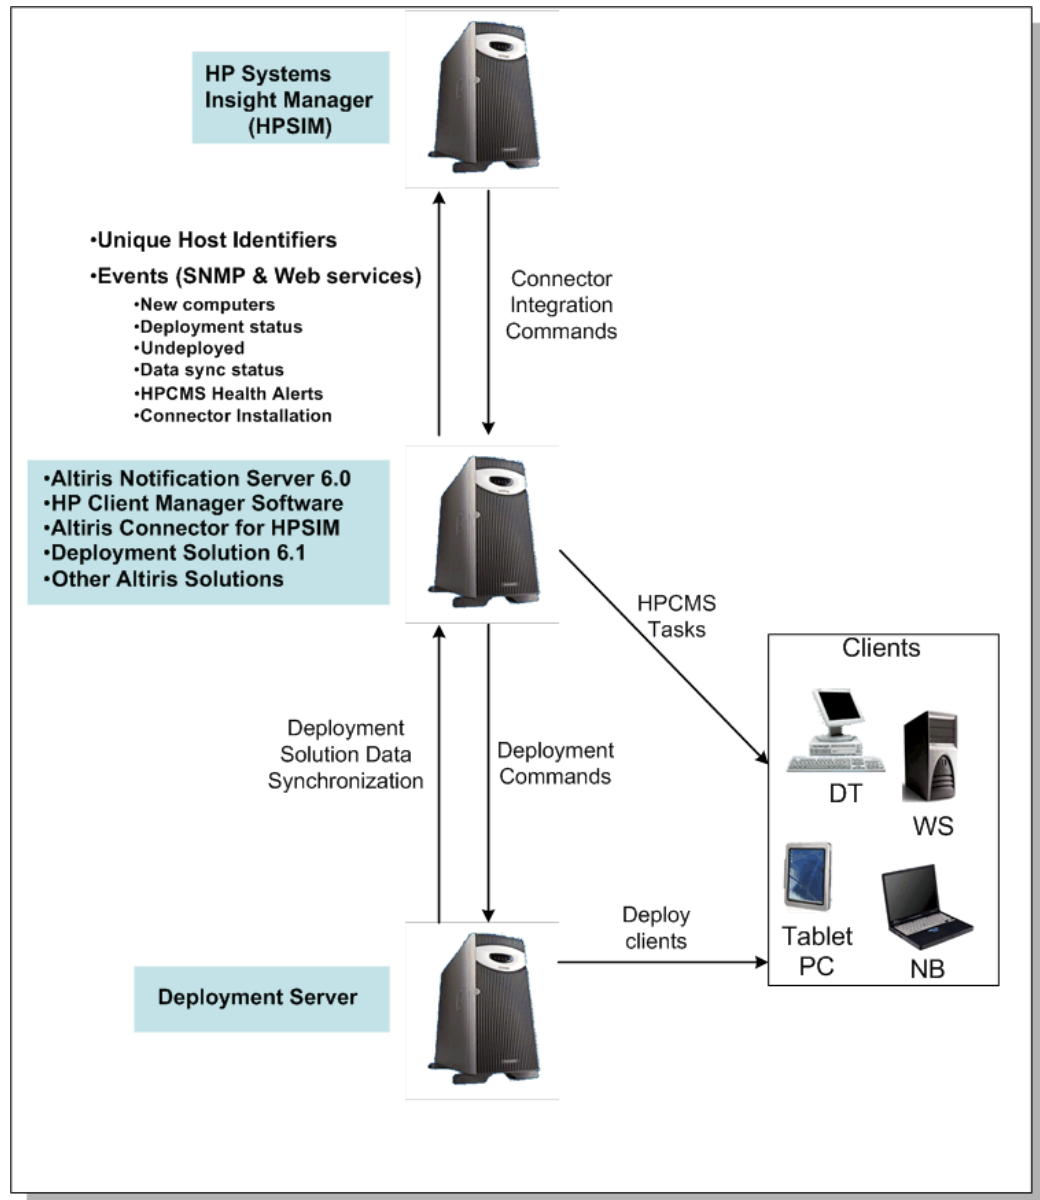 HP Systems
Insight Manager
(HPSIM)
•Unique Host Identifiers
•Events (SNMP & Web services)
•New computers
•Deployment status
•Undeployed
•Data sync status
•HPCMS Health Alerts
•Connector Installation
Connector
Integration
Commands
•Altiris Notification Server 6.0
•HP Client Manager Software
•Altiris Connector for HPSIM
•Deployment Solution 6.1
•Other Altiris Solutions
HPCMS
Tasks
Clients
DT
WS
Tablet
PC
NB
Deployment
Solution Data
Synchronization
Deployment
Commands
Deploy
clients
Deployment Server